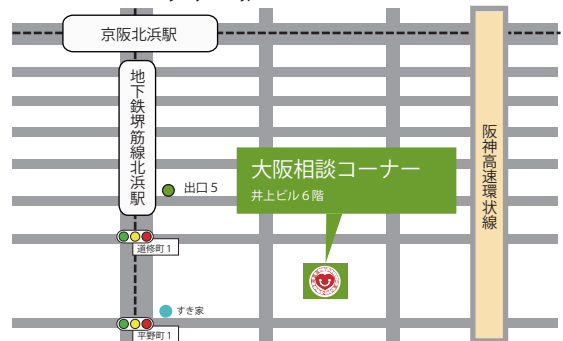 京阪北浜駅
地下鉄堺筋線北浜駅
阪神高速環状線
大阪相談コーナー
井上ビル6階
出口5
道修町1
すき家
平野町1